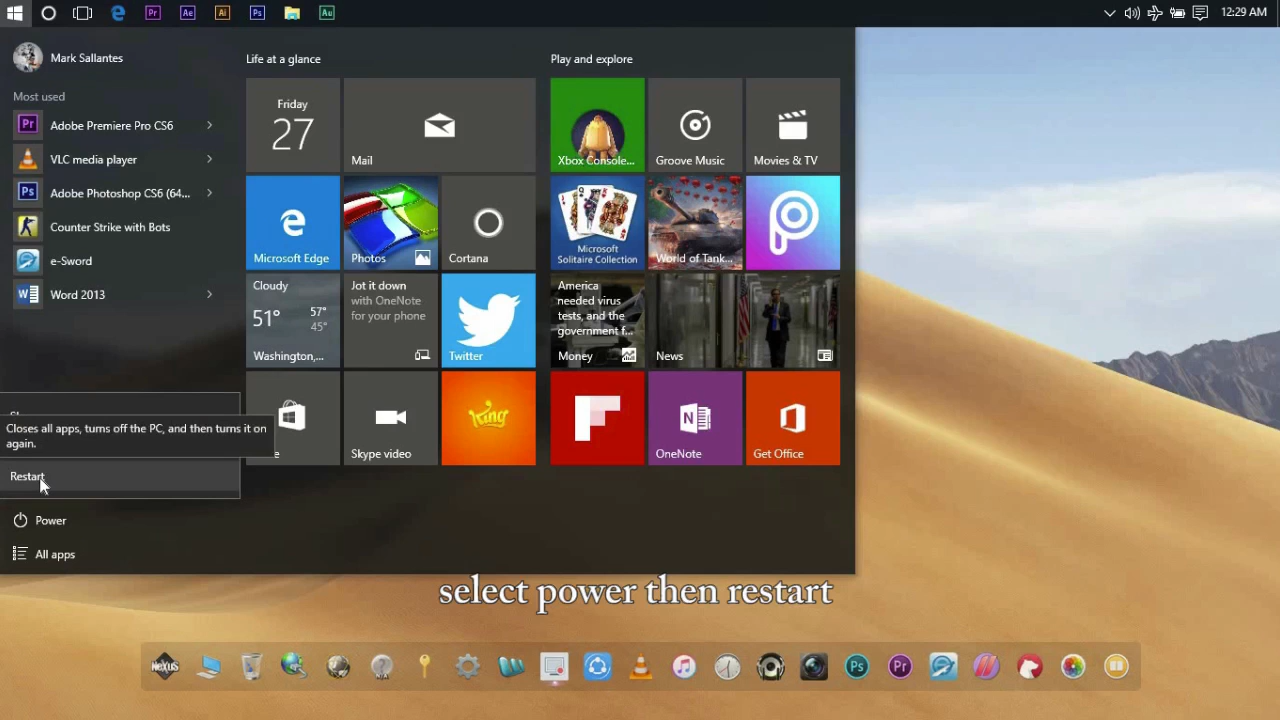 12:29 AM
Mark Sallantes
Most used
Adobe Premiere Pro CS6
VLC media player
Adobe Photoshop CS6 (64...
Counter Strike with Bots
e-Sword
Word 2013
Closes all apps, turns off the PC, and then turns it on
again.
Restart
Power
All apps
Life at a glance
Friday
27
Mail
Microsoft Edge
Photos
Cortana
Cloudy
51°
57°
45°
Washington,...
Jot it down
with OneNote
for your phone
Twitter
Skype video
King
Play and explore
Xbox Console...
Groove Music
Movies & TV
Microsoft
Solitaire Collection
World of Tank...
America
needed virus
tests, and the
government f...
Money
News
OneNote
Get Office
select power then restart
NeXuS